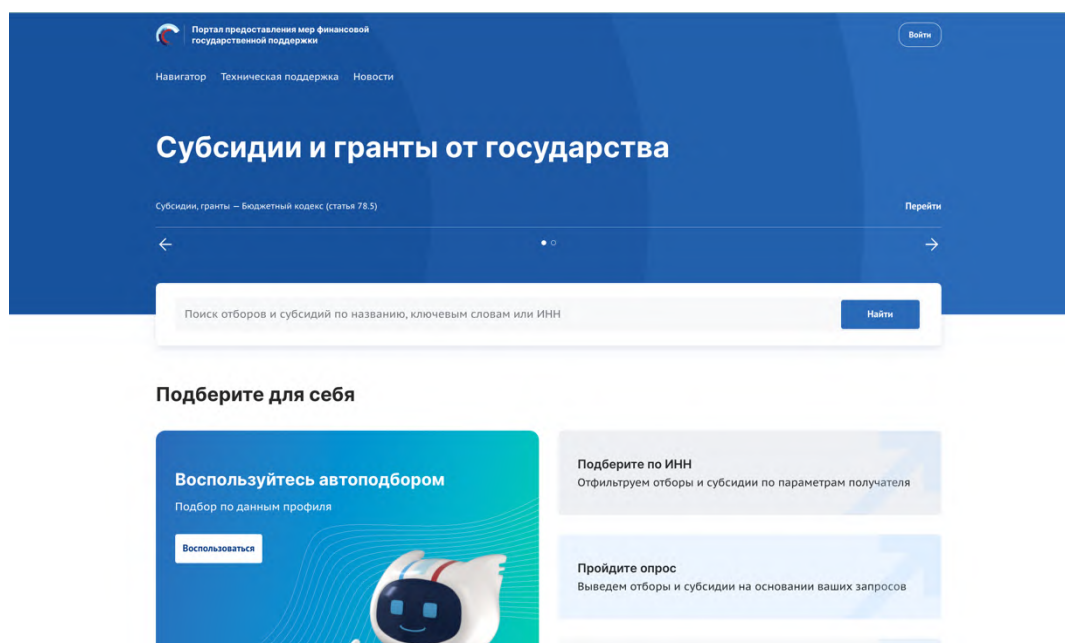 Портал предоставления мер финансовой
государственной поддержки
Войти
Навигатор Техническая поддержка Новости
Субсидии и гранты от государства
Субсидии, гранты — Бюджетный кодекс (статья 78.5)
Перейти
Поиск отборов и субсидий по названию, ключевым словам или ИНН
Найти
Подберите для себя
Воспользуйтесь автоподбором
Подбор по данным профиля
Воспользоваться
Подберите по ИНН
Отфильтруем отборы и субсидии по параметрам получателя
Пройдите опрос
Выведем отборы и субсидии на основании ваших запросов